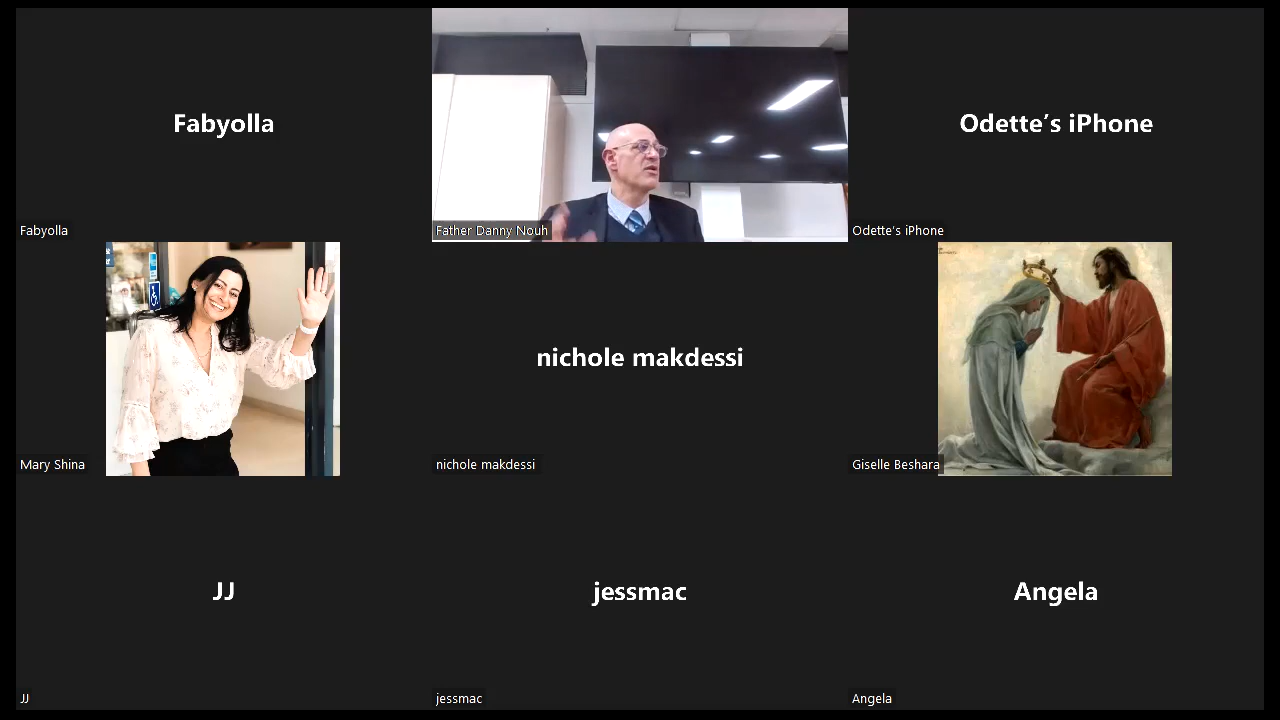 Fabyolla
Odette’s iPhone
Fabyolla
Father Danny Nouh
Odette's iPhone
nichole makdessi
Mary Shina
nichole makdessi
Giselle Beshara
JJ
jessmac
Angela
JJ
jessmac
Angela